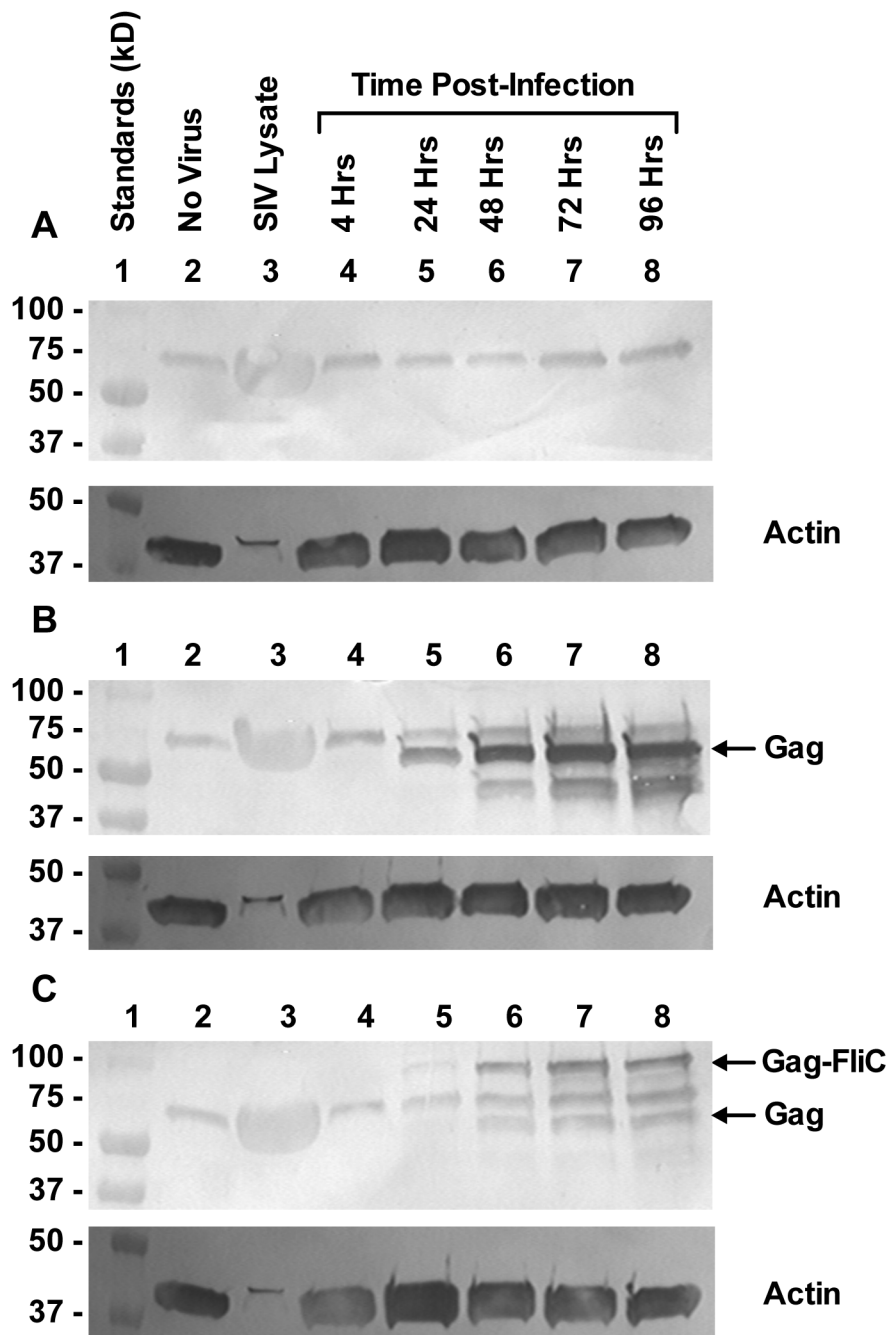 Time Post-Infection
Standards (kD)
No Virus
SIV Lysate
4 Hrs
24 Hrs
48 Hrs
72 Hrs
96 Hrs
A
1 2 3 4 5 6 7 8
100 -
75 -
50 -
37 -
50 -
Actin
37 -
B
1 2 3 4 5 6 7 8
100 -
75 -
Gag
50 -
37 -
50 -
Actin
37 -
C
1 2 3 4 5 6 7 8
100 -
Gag-FliC
75 -
Gag
50 -
37 -
50 -
Actin
37 -